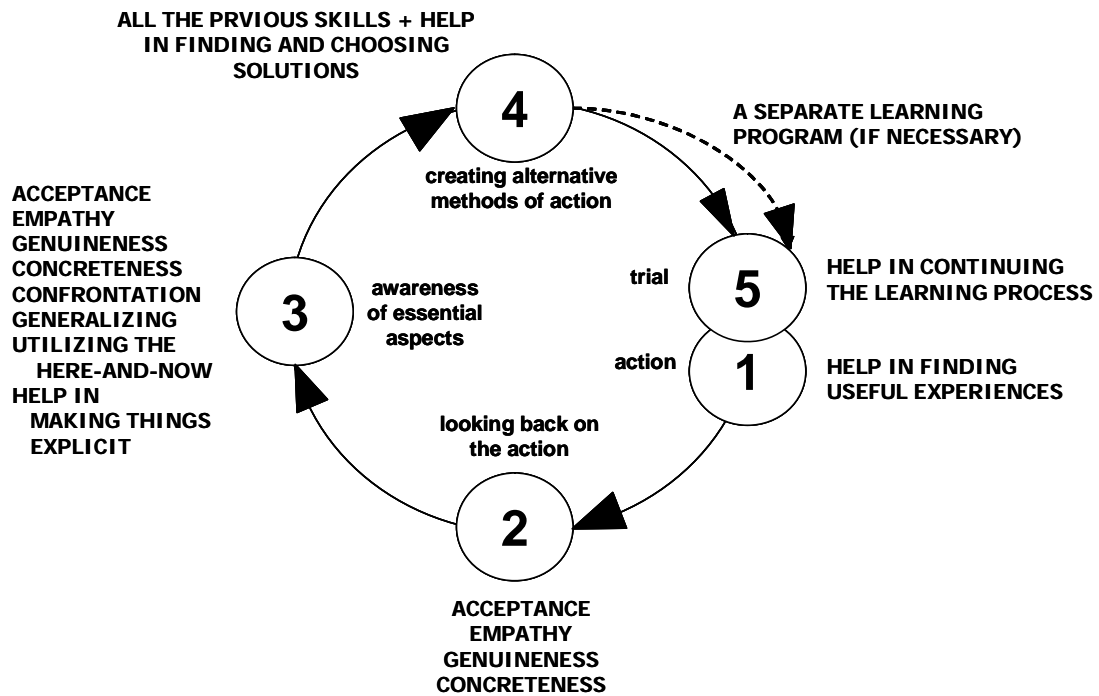 ALL THE PRVIOUS SKILLS + HELP
IN FINDING AND CHOOSING
SOLUTIONS
4
creating alternative
methods of action
A SEPARATE LEARNING
PROGRAM (IF NECESSARY)
ACCEPTANCE
EMPATHY
GENUINENESS
CONCRETENESS
CONFRONTATION
GENERALIZING
UTILIZING THE
HERE-AND-NOW
HELP IN
MAKING THINGS
EXPLICIT
3
awareness
of essential
aspects
trial
5
HELP IN CONTINUING
THE LEARNING PROCESS
action
1
HELP IN FINDING
USEFUL EXPERIENCES
looking back on
the action
2
ACCEPTANCE
EMPATHY
GENUINENESS
CONCRETENESS